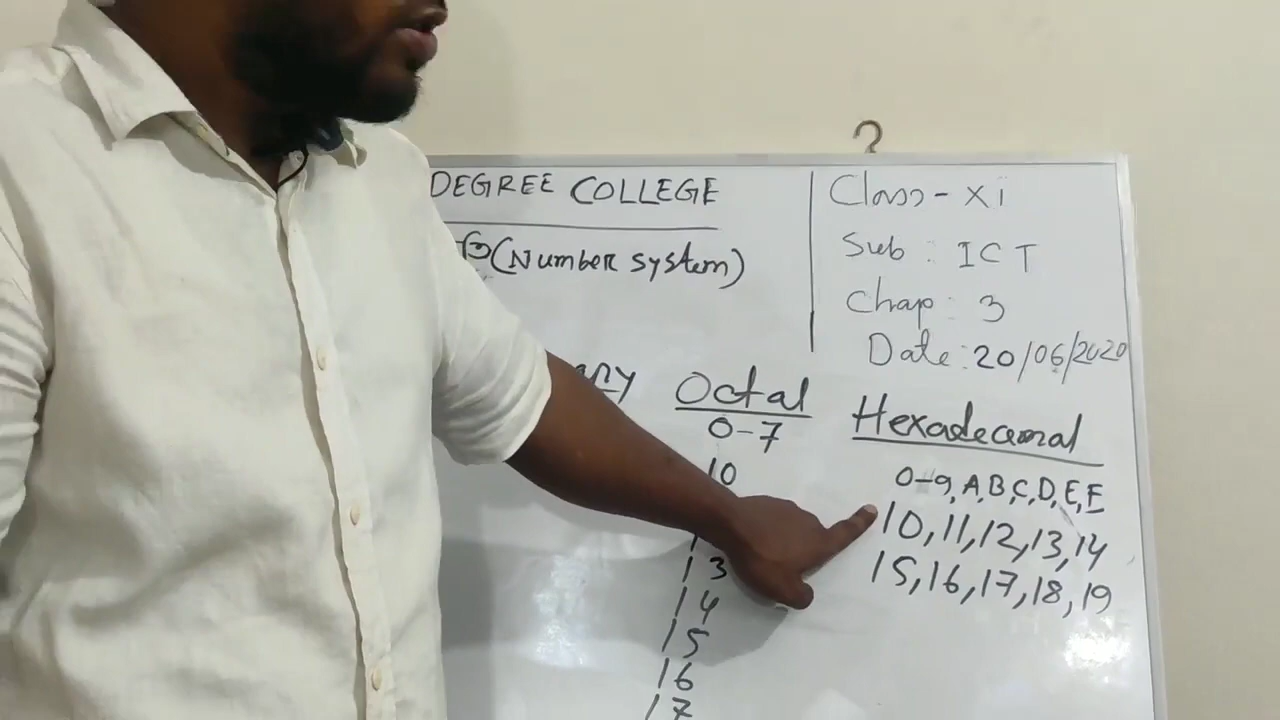 DEGREE COLLEGE
(Number system)
Class - Xi
Sub : ICT
Chap : 3
Date : 20/06/2020
Octal
0-7
10
13
14
15
16
17
Hexadecimal
0-9, A, B, C, D, E, F
10, 11, 12, 13, 14
15, 16, 17, 18, 19